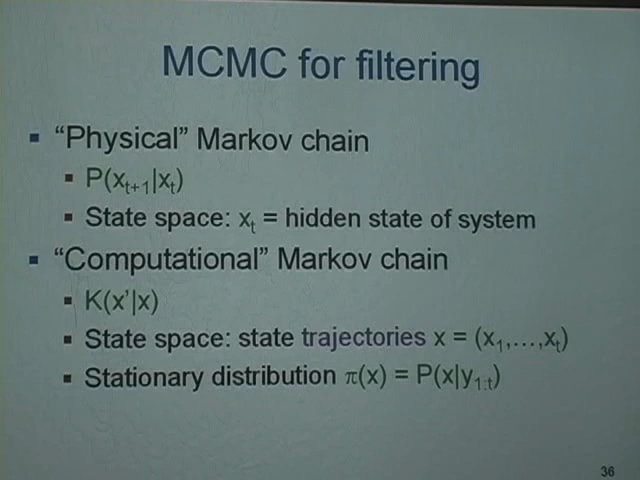 MCMC for filtering
"Physical" Markov chain
P(xₜ₊₁|xₜ)
State space: xₜ = hidden state of system
"Computational" Markov chain
K(x'|x)
State space: state trajectories x = (x₁,…,xₜ)
Stationary distribution π(x) = P(x|y₁:ₜ)
36